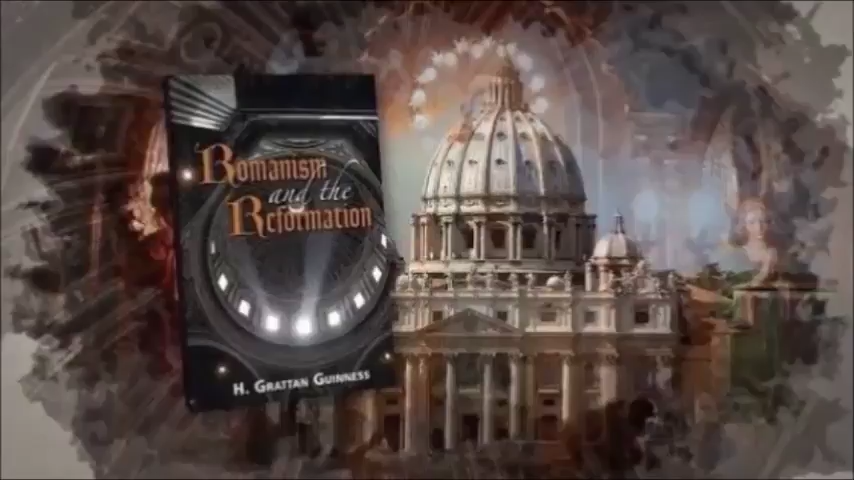 Romanism
and the
Reformation
H. Grattan Guinness